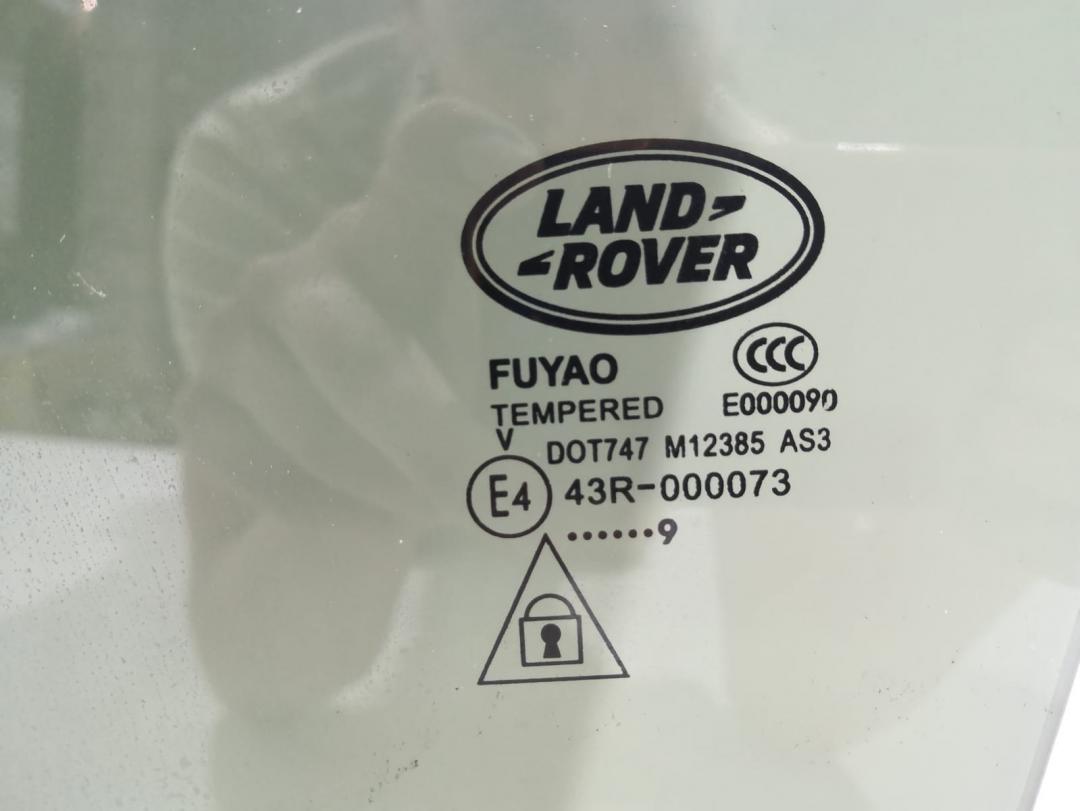 LAND
ROVER
FUYAO
CCC
TEMPERED E000090
V
DOT747 M12385 AS3
E4 43R-000073
......9